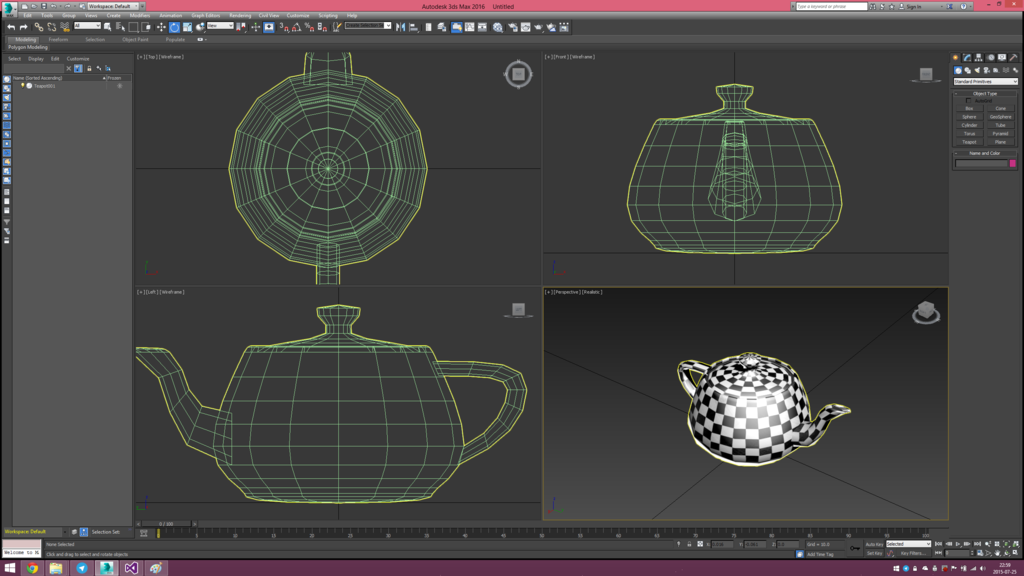 Workspace: Default
Autodesk 3ds Max 2016 Untitled
Type a keyword or phrase
Sign In
Edit Tools Group Views Create Modifiers Animation Graph Editors Rendering Civil View Customize Scripting Help
All
View
Modeling Freeform Selection Object Paint Populate
Polygon Modeling
Select Display Edit Customize
Name (Sorted Ascending) Frozen
Teapot001
[+] [Top] [Wireframe]
[+] [Front] [Wireframe]
[+] [Left] [Wireframe]
[+] [Perspective] [Realistic]
Standard Primitives
Object Type
AutoGrid
Box Cone
Sphere GeoSphere
Cylinder Tube
Torus Pyramid
Teapot Plane
Name and Color
0 / 100
Workspace: Default
Selection Set:
None Selected
Welcome to M
Click and drag to select and rotate objects
X: Y: Z:
Grid = 10.0
Add Time Tag
Auto Key Selected
Set Key Key Filters...
22:59
2015-07-25